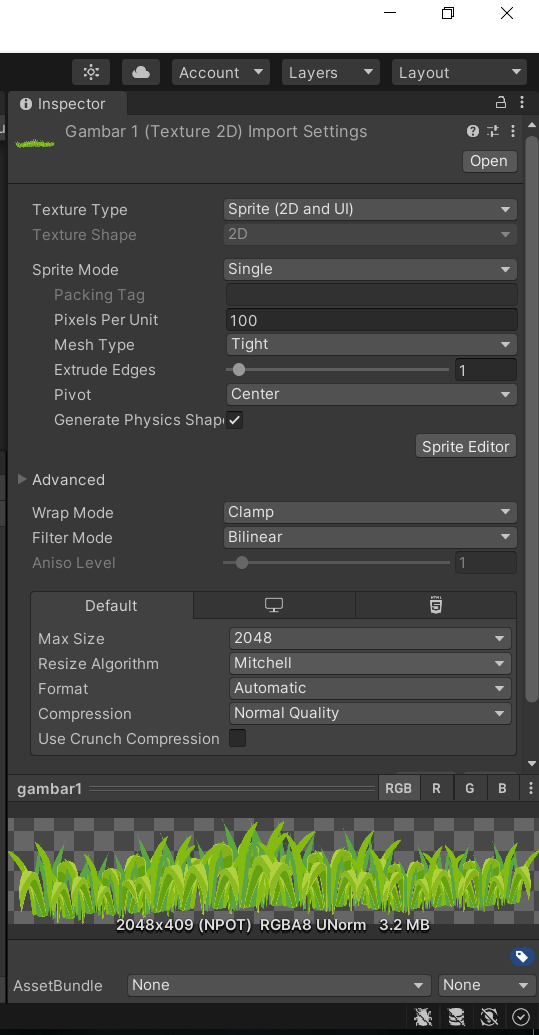 Account Layers Layout
Inspector
Gambar 1 (Texture 2D) Import Settings
Open
Texture Type Sprite (2D and UI)
Texture Shape 2D
Sprite Mode Single
Packing Tag
Pixels Per Unit 100
Mesh Type Tight
Extrude Edges 1
Pivot Center
Generate Physics Shap
Sprite Editor
Advanced
Wrap Mode Clamp
Filter Mode Bilinear
Aniso Level 1
Default HTML 5
Max Size 2048
Resize Algorithm Mitchell
Format Automatic
Compression Normal Quality
Use Crunch Compression
gambar1 RGB R G B
2048x409 (NPOT) RGBA8 UNorm 3.2 MB
AssetBundle None None